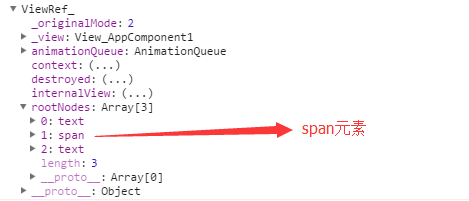 ViewRef_
_originalMode: 2
_view: View_AppComponent1
animationQueue: AnimationQueue
context: (...)
destroyed: (...)
internalView: (...)
rootNodes: Array[3]
0: text
1: span
span元素
2: text
length: 3
__proto__: Array[0]
__proto__: Object